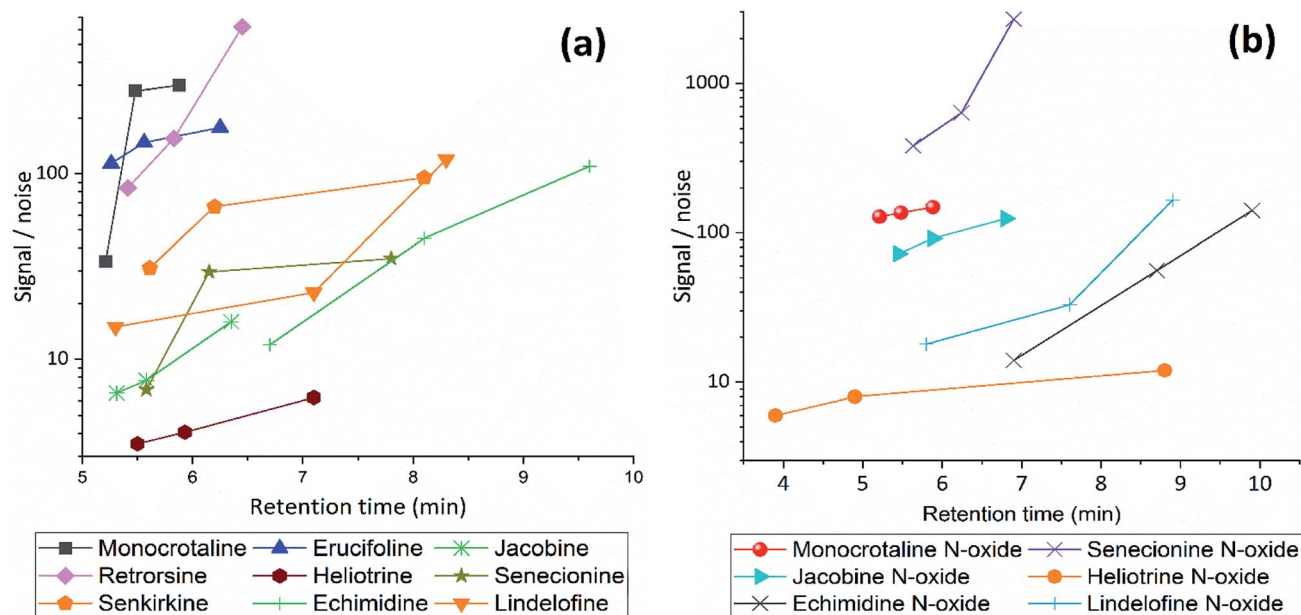 (a)
Signal / noise
100
10
5 6 7 8 9 10
Retention time (min)
Monocrotaline Erucifoline Jacobine
Retrorsine Heliotrine Senecionine
Senkirkine Echimidine Lindelofine
(b)
Signal / noise
1000
100
10
4 5 6 7 8 9 10
Retention time (min)
Monocrotaline N-oxide Senecionine N-oxide
Jacobine N-oxide Heliotrine N-oxide
Echimidine N-oxide Lindelofine N-oxide